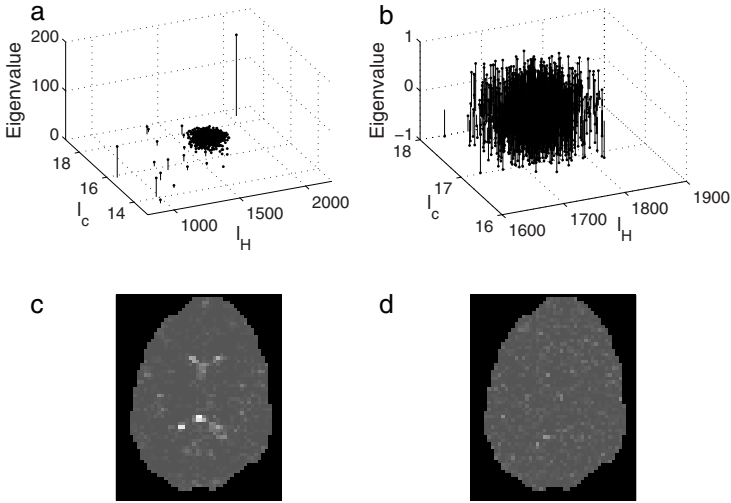 a
200
100
0
Eigenvalue
18
16
14
I_c
1000
1500
2000
I_H
b
1
0
−1
Eigenvalue
18
17
16
I_c
1600
1700
1800
1900
I_H
c
d